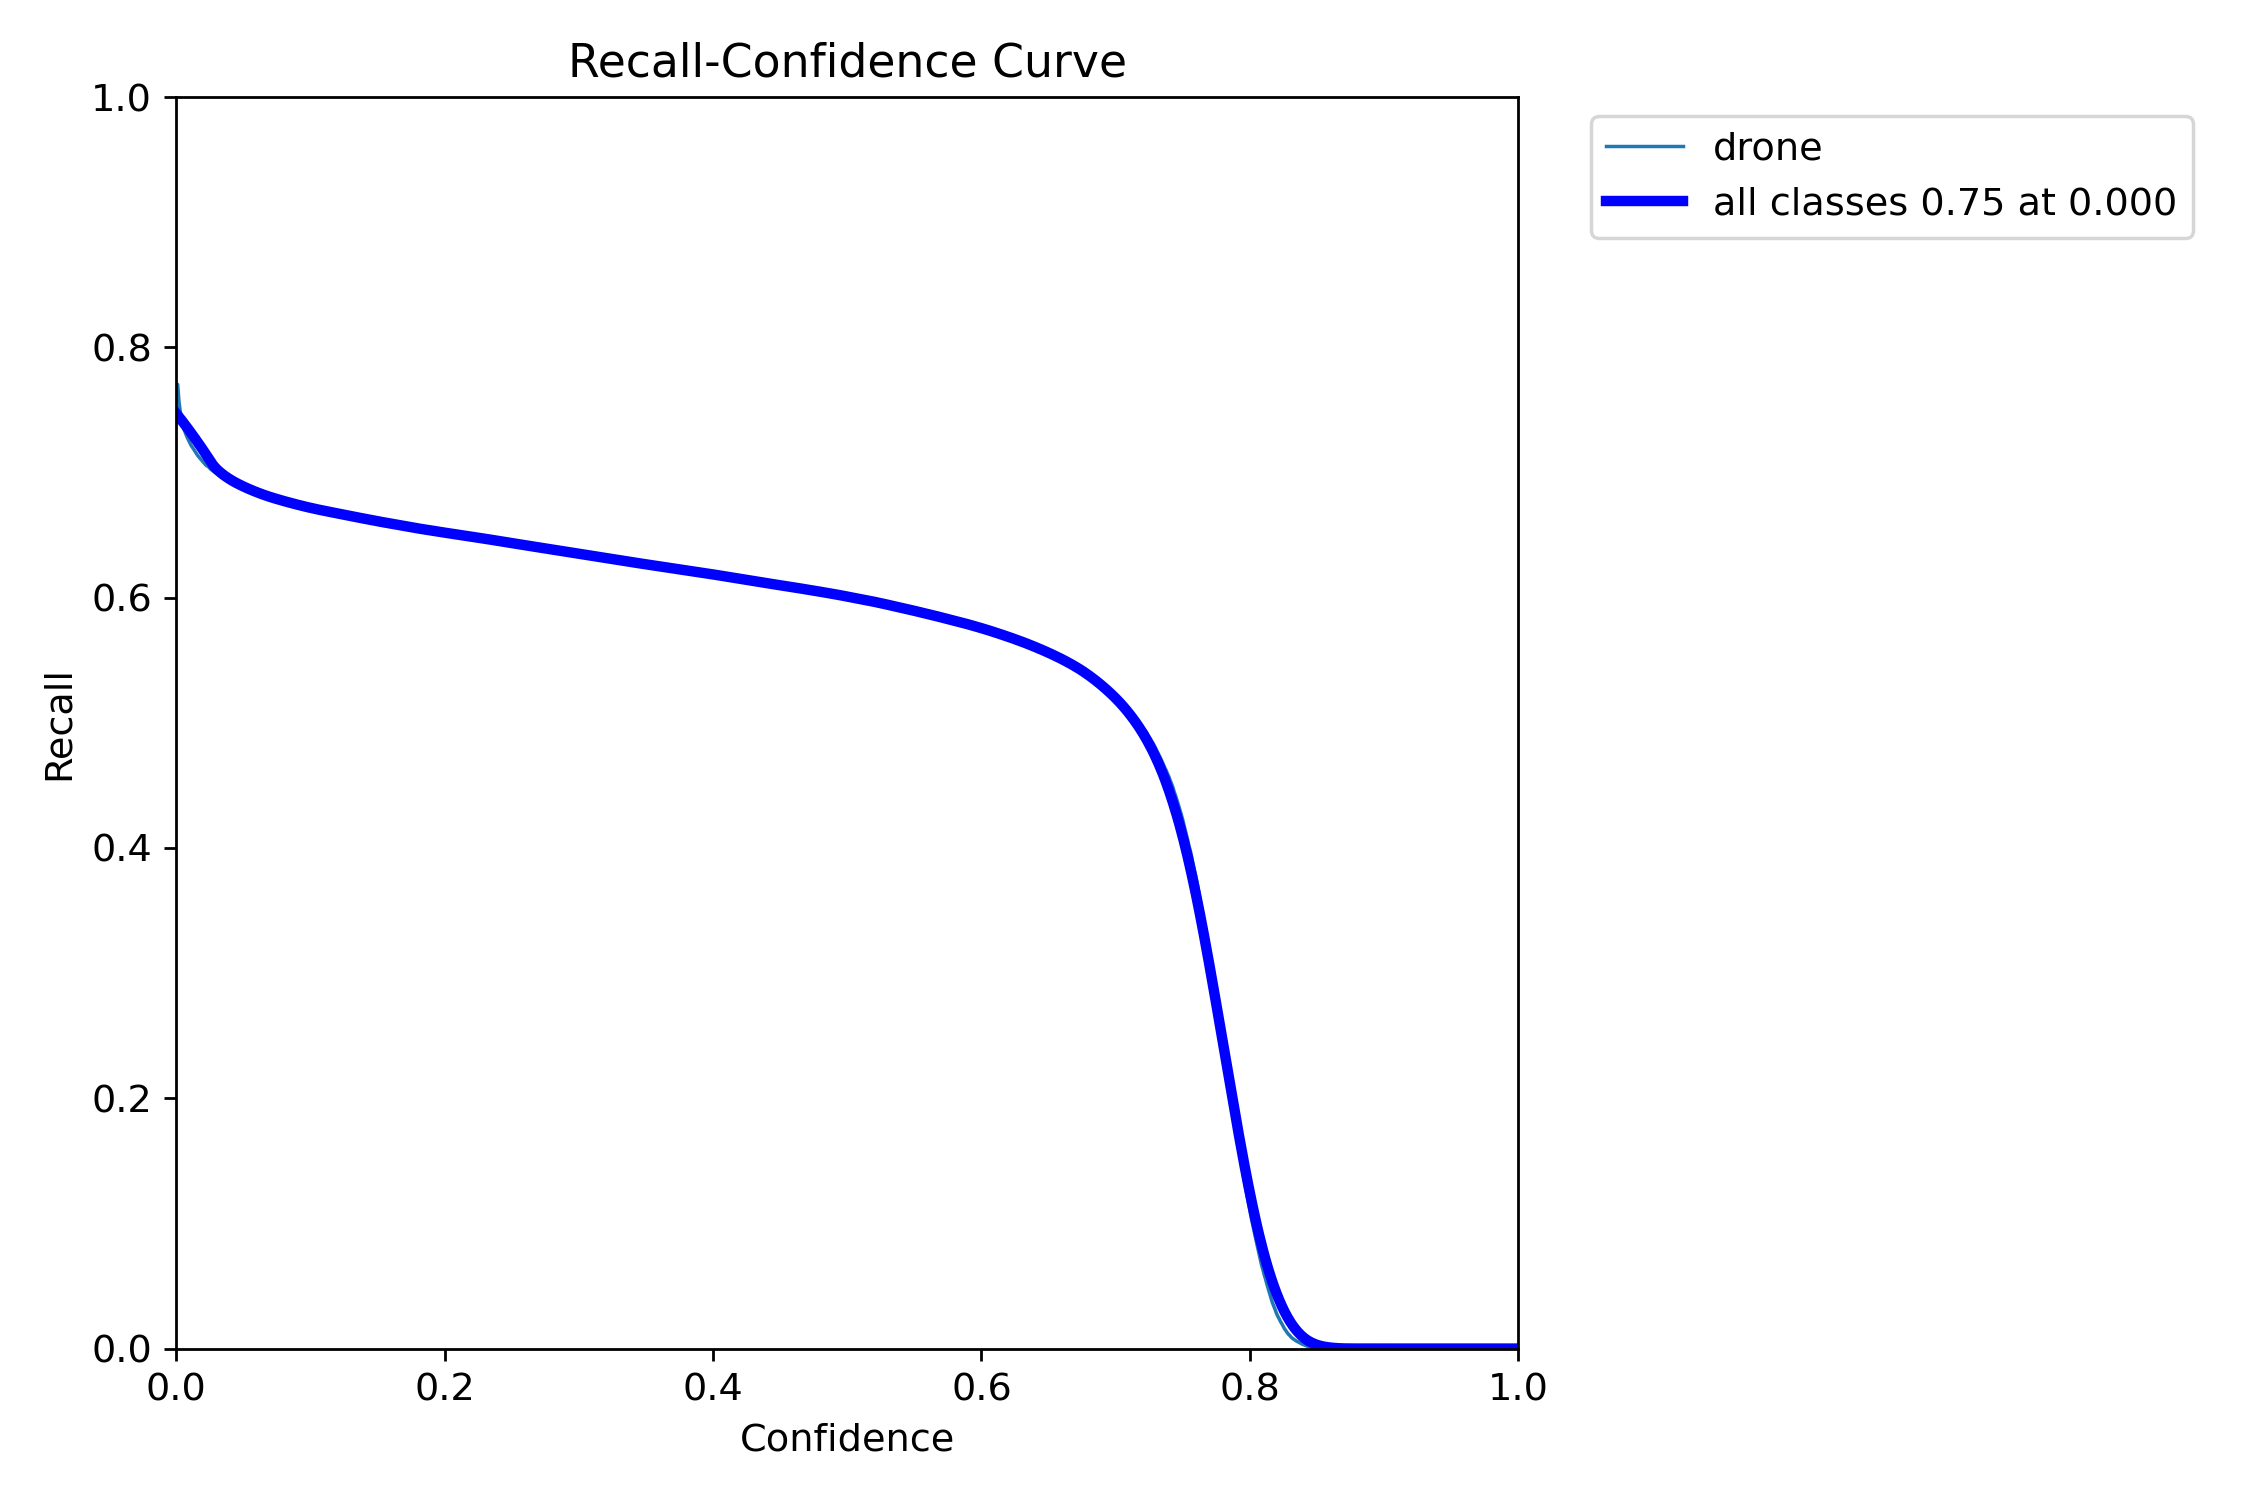 Recall-Confidence Curve
1.0
0.8
0.6
0.4
0.2
0.0
Recall
0.0 0.2 0.4 0.6 0.8 1.0
Confidence
drone
all classes 0.75 at 0.000